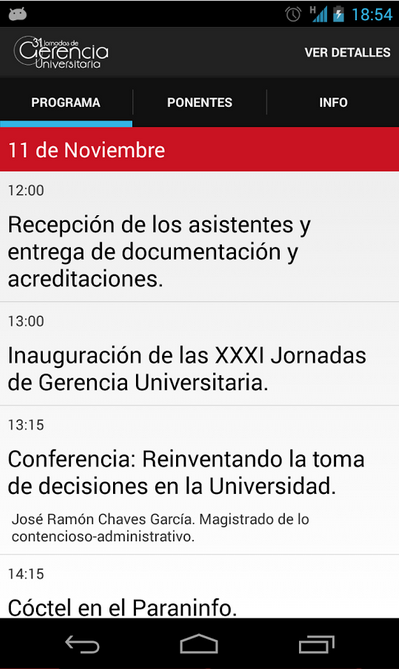 H 18:54
31 Jornadas de
Gerencia
Universitaria
VER DETALLES
PROGRAMA PONENTES INFO
11 de Noviembre
12:00
Recepción de los asistentes y
entrega de documentación y
acreditaciones.
13:00
Inauguración de las XXXI Jornadas
de Gerencia Universitaria.
13:15
Conferencia: Reinventando la toma
de decisiones en la Universidad.
José Ramón Chaves García. Magistrado de lo
contencioso-administrativo.
14:15
Cóctel en el Paraninfo.